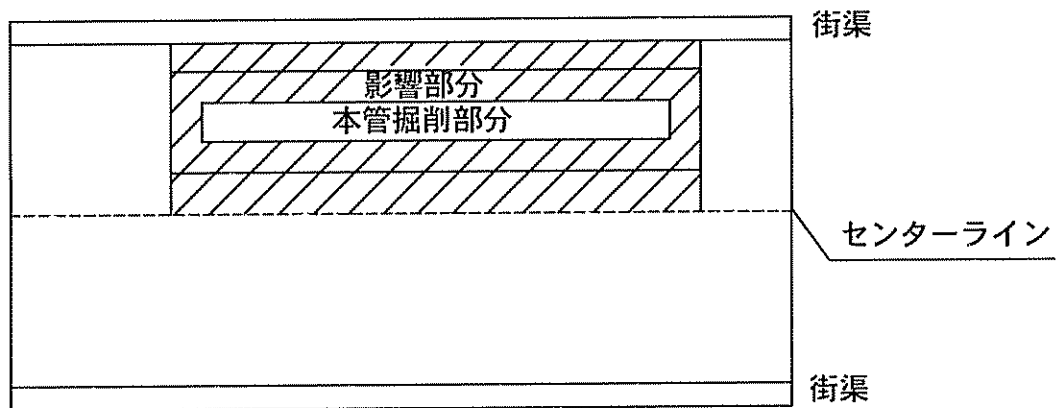 街渠
影響部分
本管掘削部分
センターライン
街渠